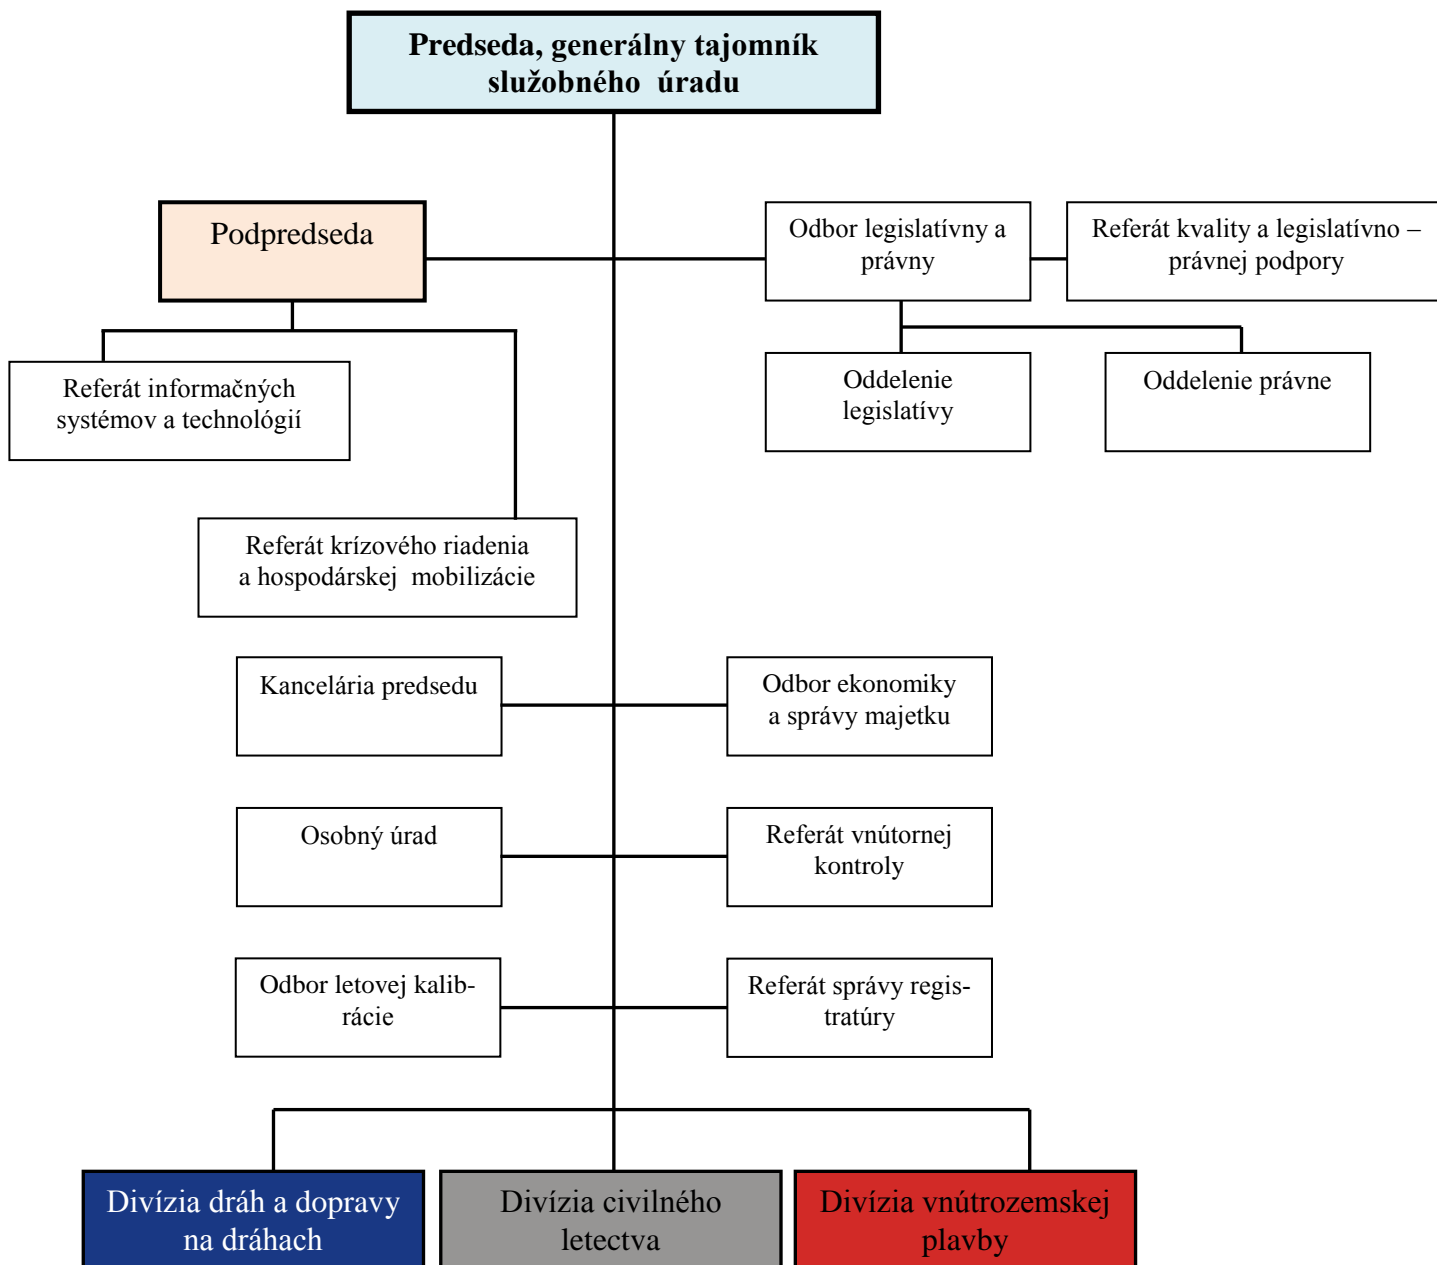 Predseda, generálny tajomník
služobného úradu
Podpredseda
Odbor legislatívny a
právny
Referát kvality a legislatívno –
právnej podpory
Referát informačných
systémov a technológií
Oddelenie
legislatívy
Oddelenie právne
Referát krízového riadenia
a hospodárskej mobilizácie
Kancelária predsedu
Odbor ekonomiky
a správy majetku
Osobný úrad
Referát vnútornej
kontroly
Odbor letovej kalib-
rácie
Referát správy regis-
tratúry
Divízia dráh a dopravy
na dráhach
Divízia civilného
letectva
Divízia vnútrozemskej
plavby